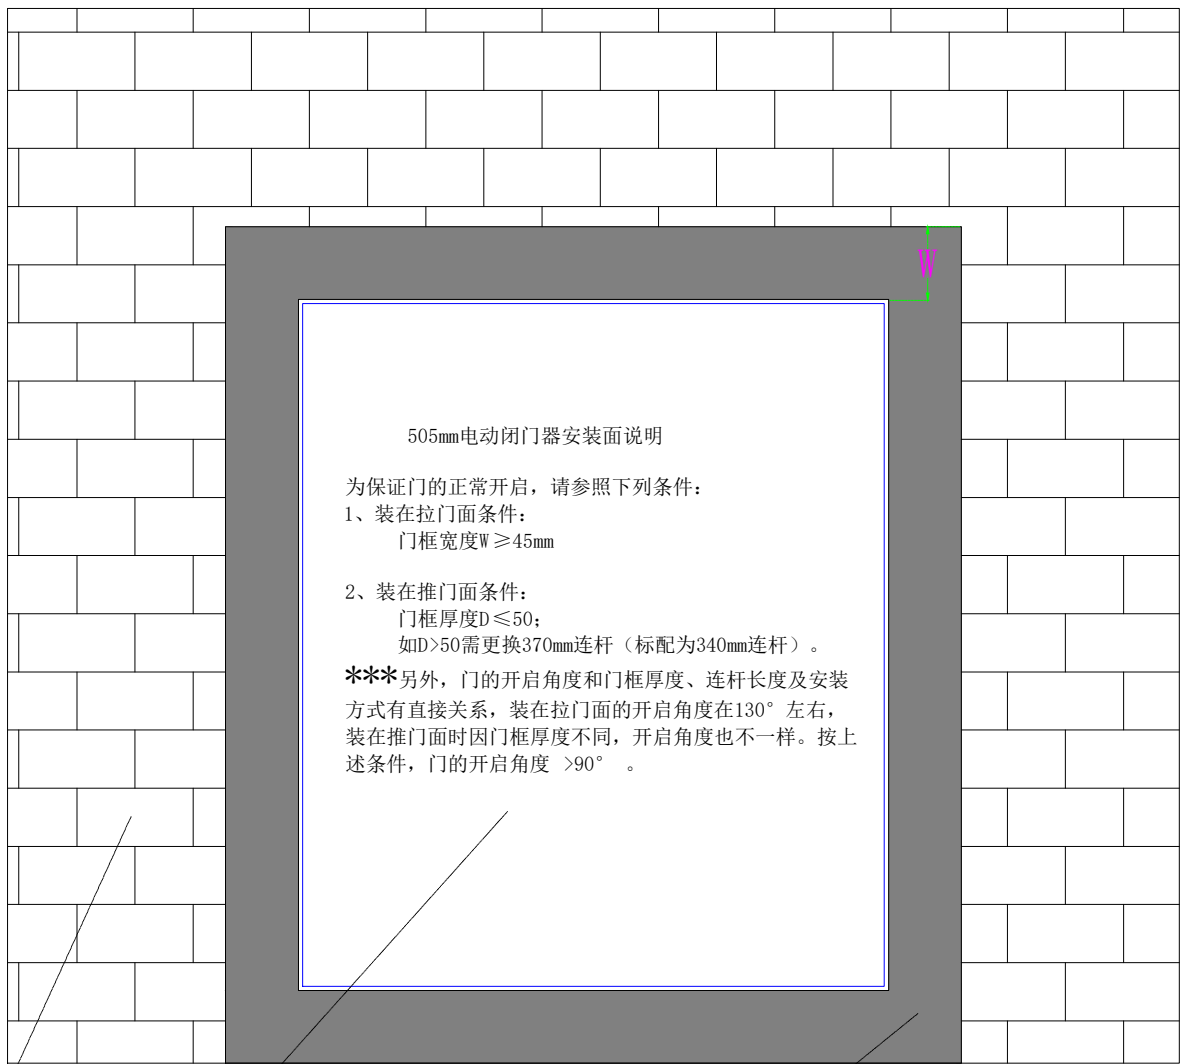 W
505mm电动闭门器安装面说明
为保证门的正常开启，请参照下列条件：
1、装在拉门面条件：
门框宽度W≥45mm
2、装在推门面条件：
门框厚度D≤50；
如D>50需更换370mm连杆（标配为340mm连杆）。
***另外，门的开启角度和门框厚度、连杆长度及安装
方式有直接关系，装在拉门面的开启角度在130°左右，
装在推门面时因门框厚度不同，开启角度也不一样。按上
述条件，门的开启角度 >90° 。